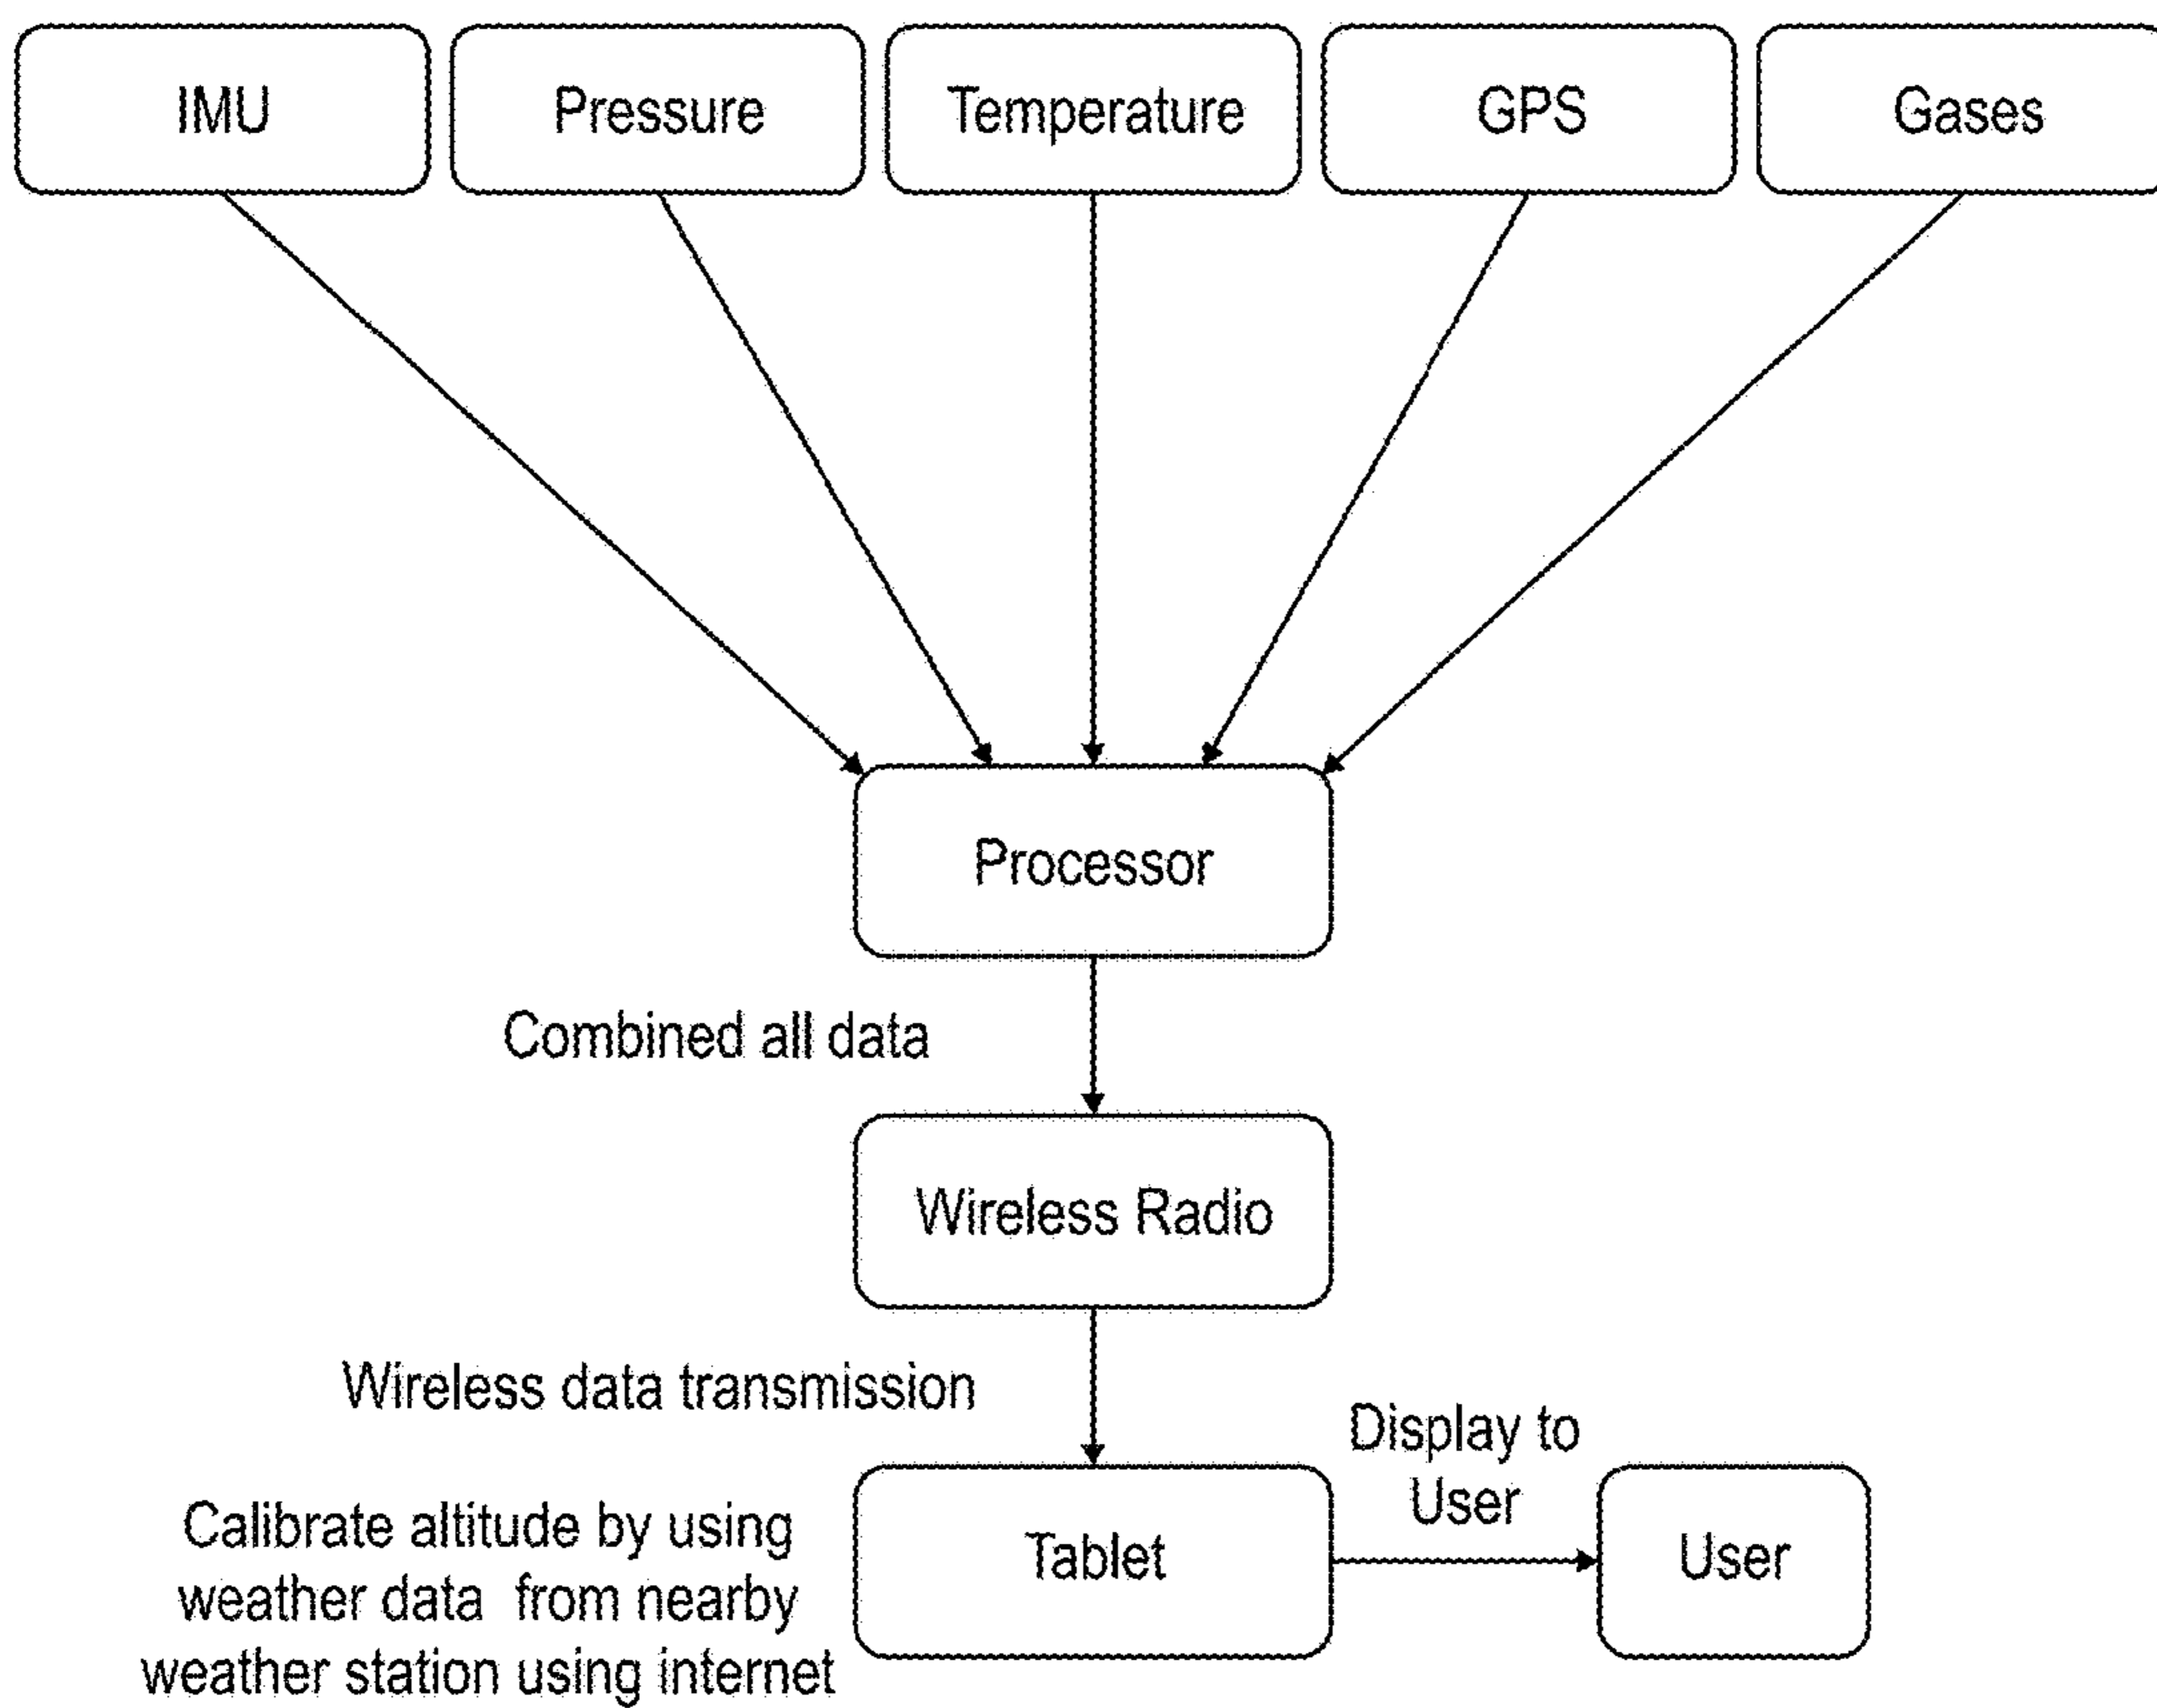 IMU
Pressure
Temperature
GPS
Gases
Processor
Combined all data
Wireless Radio
Wireless data transmission
Display to
User
Calibrate altitude by using
weather data from nearby
weather station using internet
Tablet
User